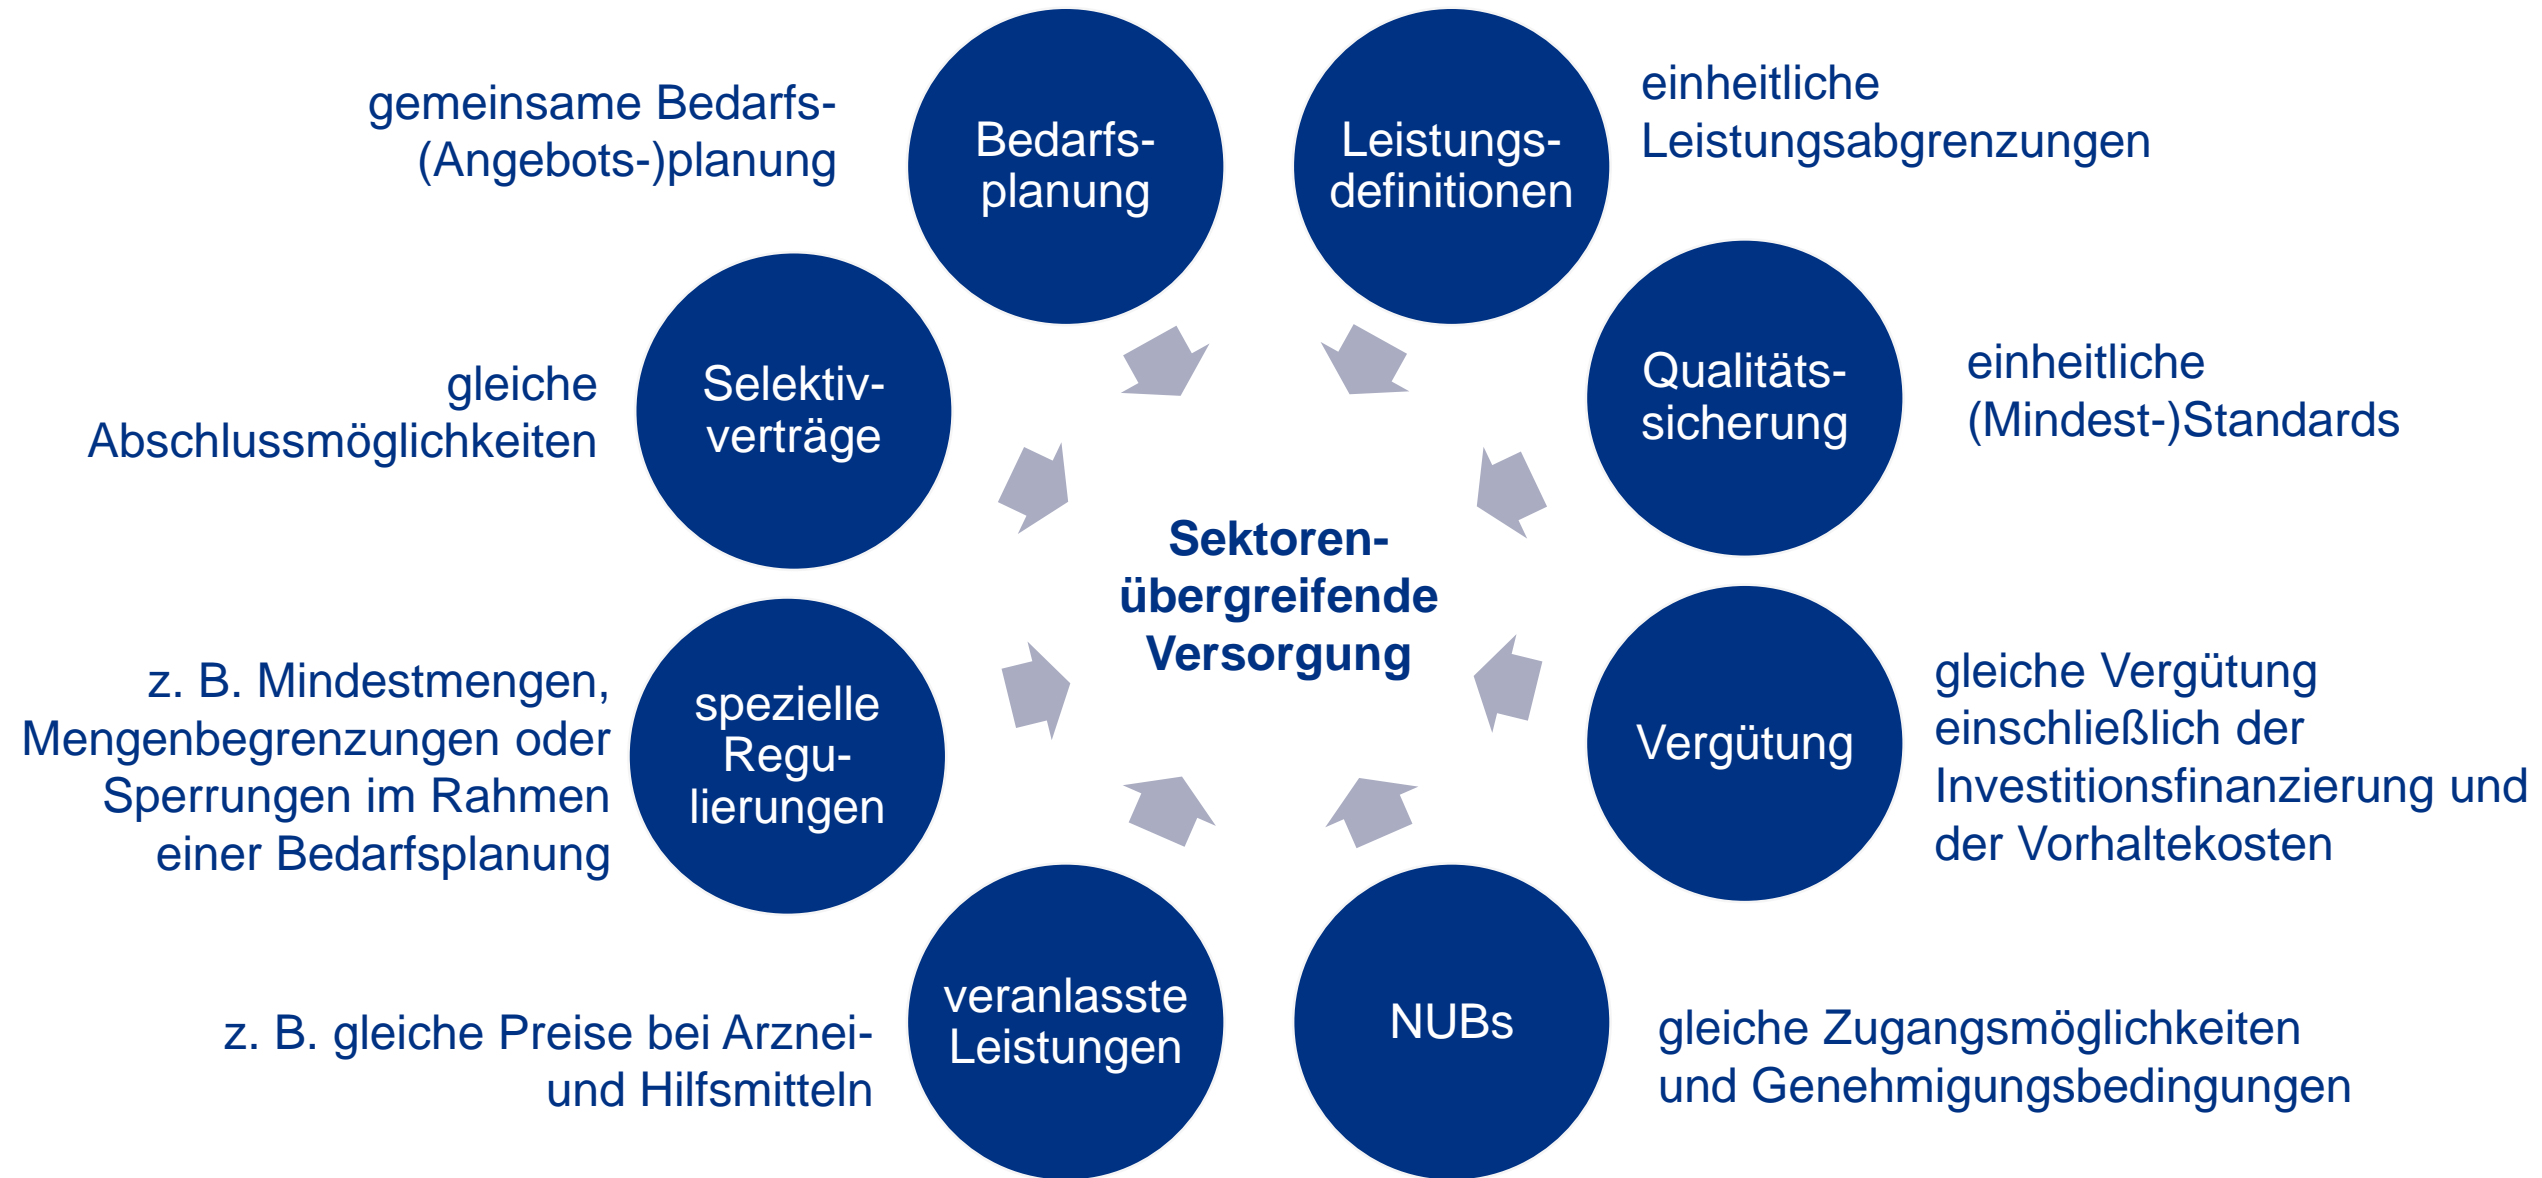 gemeinsame Bedarfs-
(Angebots-)planung
Bedarfs-
planung
Leistungs-
definitionen
einheitliche
Leistungsabgrenzungen
gleiche
Abschlussmöglichkeiten
Selektiv-
verträge
Qualitäts-
sicherung
einheitliche
(Mindest-)Standards
Sektoren-
übergreifende
Versorgung
z. B. Mindestmengen,
Mengenbegrenzungen oder
Sperrungen im Rahmen
einer Bedarfsplanung
spezielle
Regu-
lierungen
Vergütung
gleiche Vergütung
einschließlich der
Investitionsfinanzierung und
der Vorhaltekosten
z. B. gleiche Preise bei Arznei-
und Hilfsmitteln
veranlasste
Leistungen
NUBs
gleiche Zugangsmöglichkeiten
und Genehmigungsbedingungen